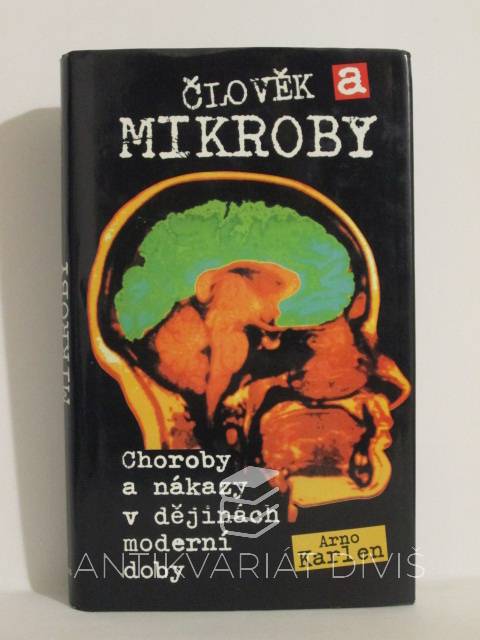 ČLOVĚK a
MIKROBY
MIKROBY
Choroby
a nákazy
v dějinách
moderní
doby
Arno
Karlen
ANTIKVARIÁT DIVIŠ